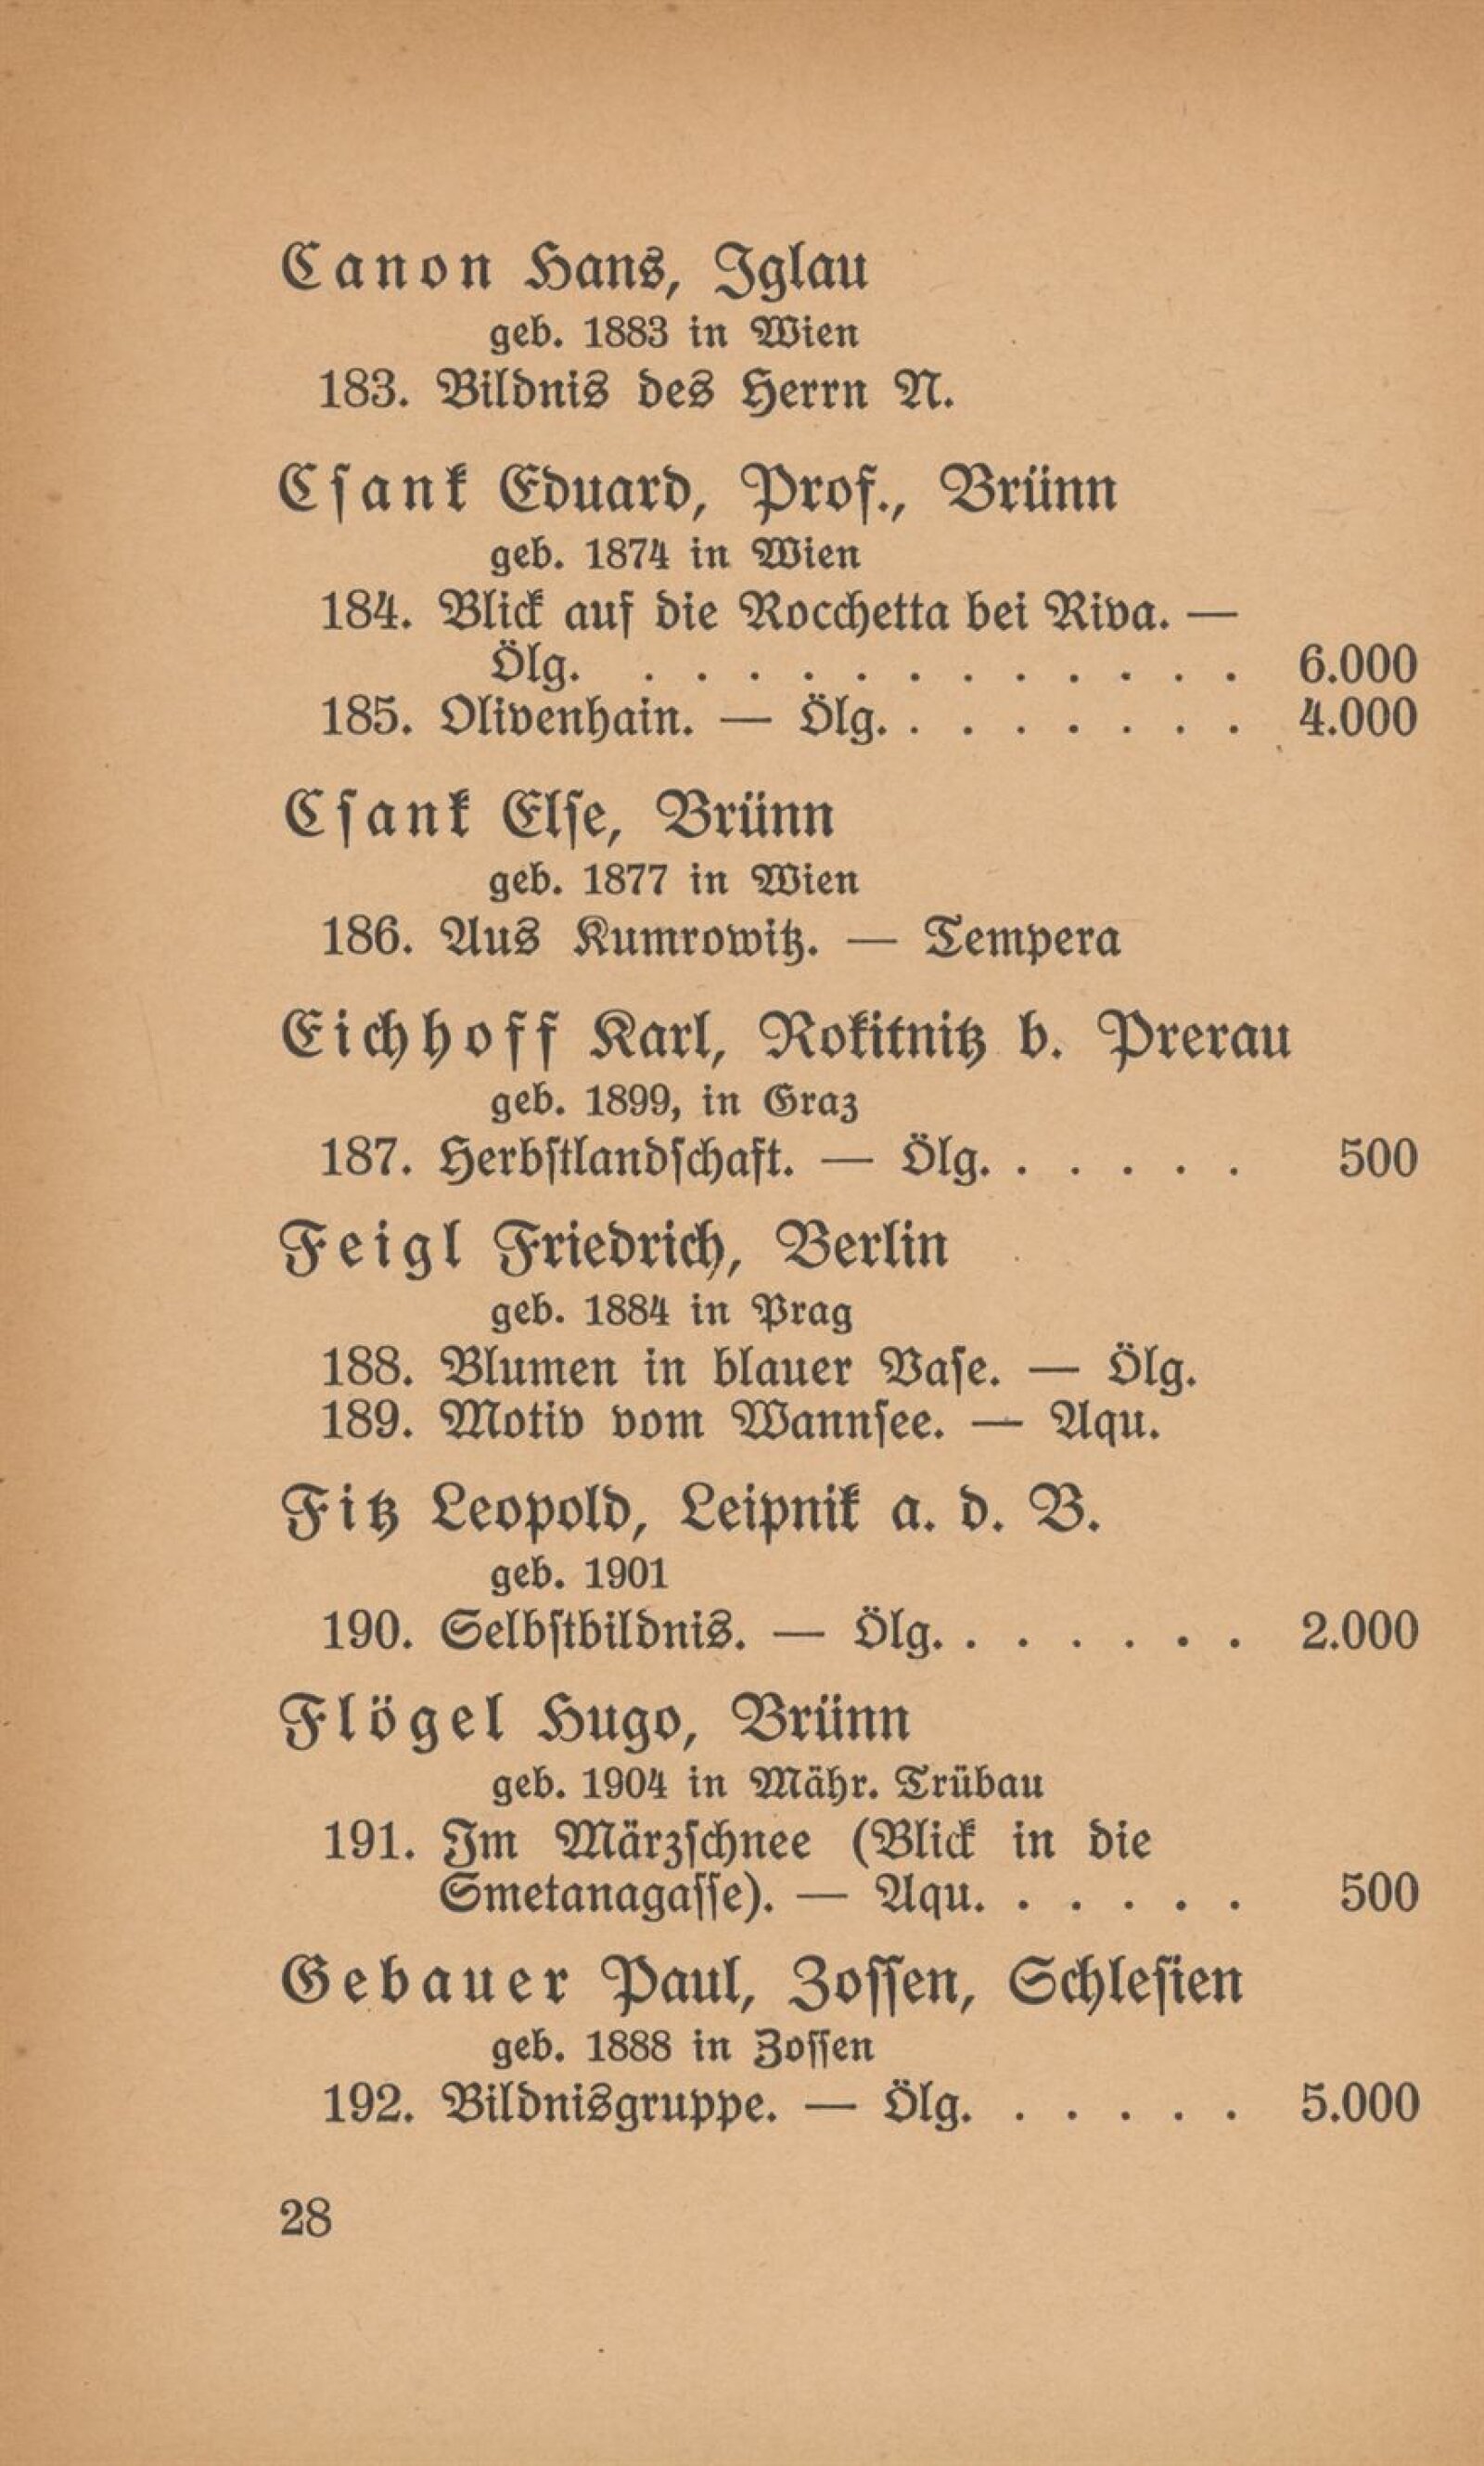 Canon Hans, Iglau
geb. 1883 in Wien
183. Bildnis des Herrn N.
Csank Eduard, Prof., Brünn
geb. 1874 in Wien
184. Blick auf die Rocchetta bei Riva. —
Ölg. . . . . . . . . . . . . 6.000
185. Olivenhain. — Ölg. . . . . . . . 4.000
Csank Else, Brünn
geb. 1877 in Wien
186. Aus Kumrowitz. — Tempera
Eichhoff Karl, Rokitnitz b. Prerau
geb. 1899, in Graz
187. Herbstlandschaft. — Ölg. . . . . . 500
Feigl Friedrich, Berlin
geb. 1884 in Prag
188. Blumen in blauer Vase. — Ölg.
189. Motiv vom Wannsee. — Aqu.
Fitz Leopold, Leipnik a. d. B.
geb. 1901
190. Selbstbildnis. — Ölg. . . . . . . 2.000
Flögel Hugo, Brünn
geb. 1904 in Mähr. Trübau
191. Im Märzschnee (Blick in die
Smetanagasse). — Aqu. . . . . . 500
Gebauer Paul, Zossen, Schlesien
geb. 1888 in Zossen
192. Bildnisgruppe. — Ölg. . . . . . 5.000
28